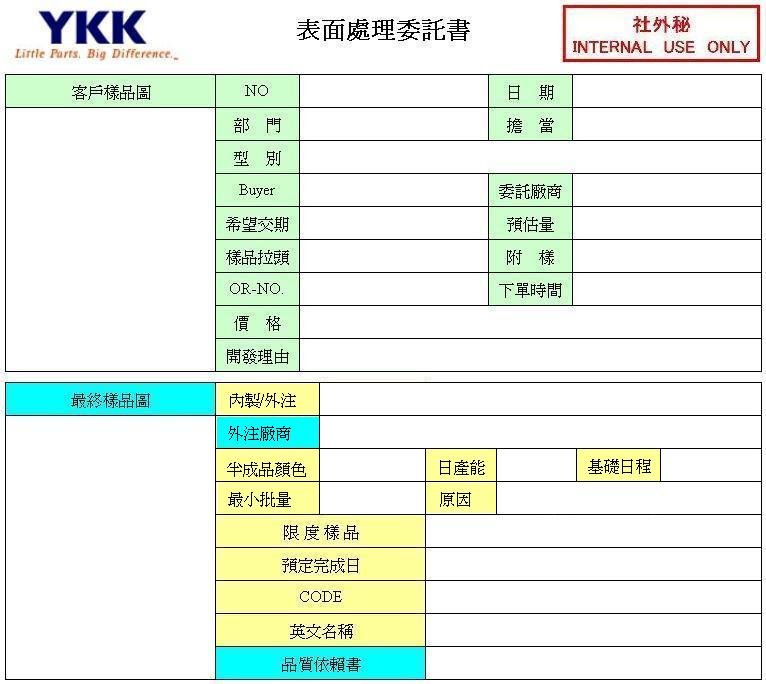 YKK
Little Parts. Big Difference.
表面處理委託書
社外秘
INTERNAL USE ONLY
客戶樣品圖
NO
日 期
部 門
擔 當
型 別
Buyer
委託廠商
希望交期
預估量
樣品拉頭
附 樣
OR-NO.
下單時間
價 格
開發理由
最終樣品圖
內製/外注
外注廠商
半成品顏色
日產能
基礎日程
最小批量
原因
限度樣品
預定完成日
CODE
英文名稱
品質依賴書